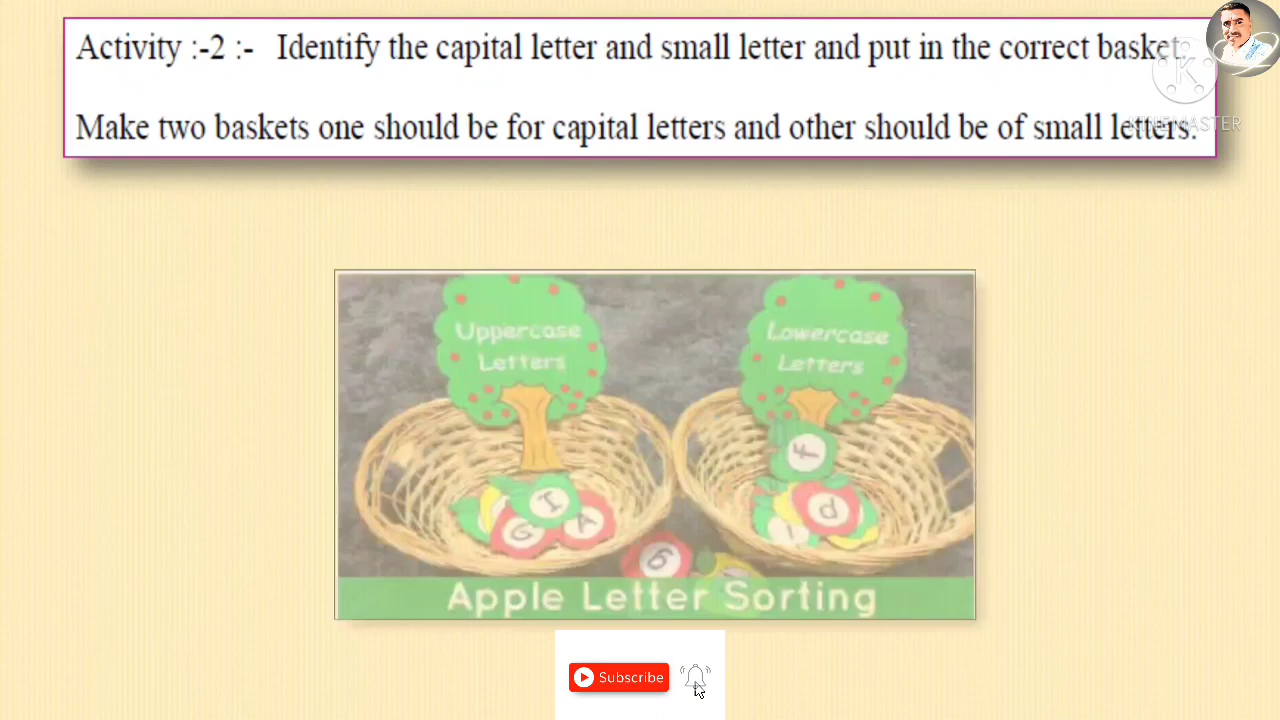 Activity :-2 :- Identify the capital letter and small letter and put in the correct basket.
K
KINEMASTER
Make two baskets one should be for capital letters and other should be of small letters.
Uppercase
Letters
Lowercase
Letters
I
G A
d
Apple Letter Sorting
Subscribe